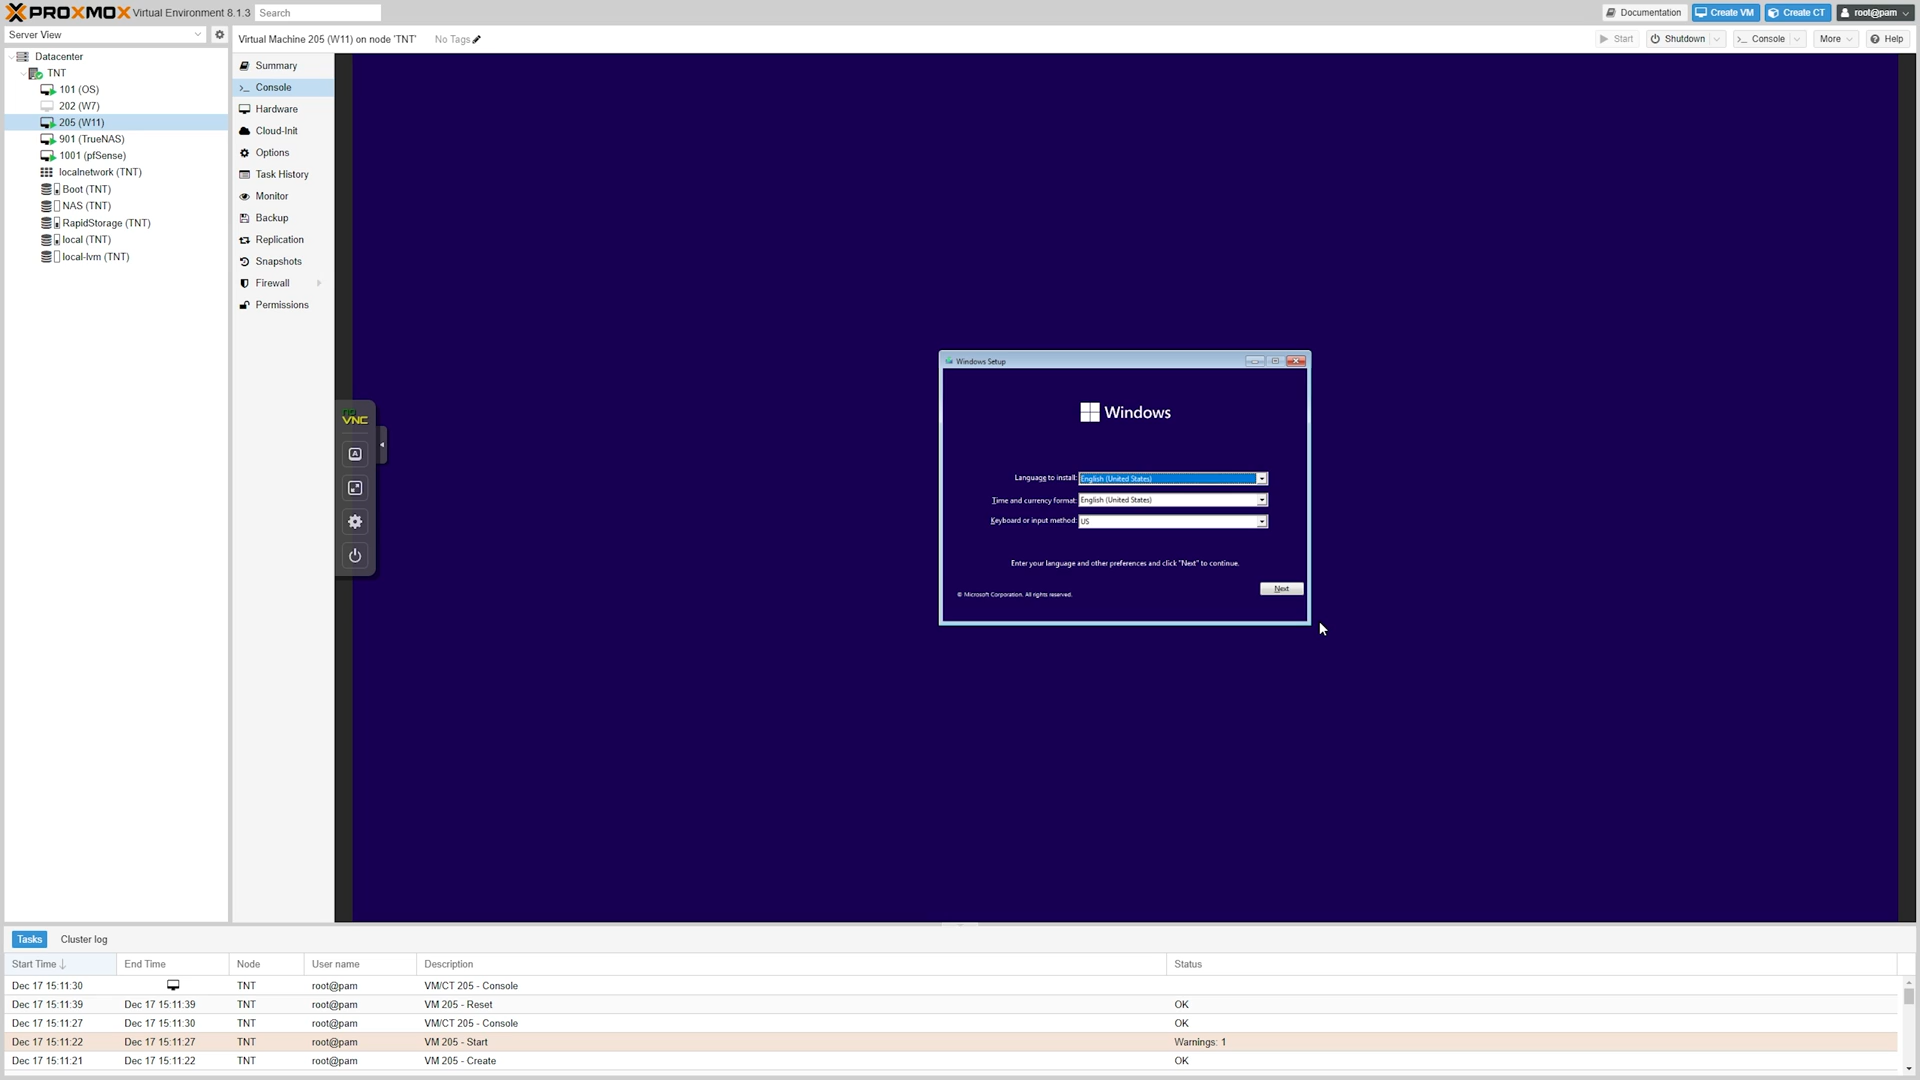 PROXMOX Virtual Environment 8.1.3 Search
Documentation Create VM Create CT root@pam
Server View
Virtual Machine 205 (W11) on node 'TNT' No Tags
Start Shutdown Console More Help
Datacenter
TNT
101 (OS)
202 (W7)
205 (W11)
901 (TrueNAS)
1001 (pfSense)
localnetwork (TNT)
Boot (TNT)
NAS (TNT)
RapidStorage (TNT)
local (TNT)
local-lvm (TNT)
Summary
Console
Hardware
Cloud-Init
Options
Task History
Monitor
Backup
Replication
Snapshots
Firewall
Permissions
no
VNC
A
Windows Setup
Windows
Language to install: English (United States)
Time and currency format: English (United States)
Keyboard or input method: US
Enter your language and other preferences and click "Next" to continue.
Next
© Microsoft Corporation. All rights reserved.
Tasks Cluster log
Start Time End Time Node User name Description Status
Dec 17 15:11:30 TNT root@pam VM/CT 205 - Console
Dec 17 15:11:39 Dec 17 15:11:39 TNT root@pam VM 205 - Reset OK
Dec 17 15:11:27 Dec 17 15:11:30 TNT root@pam VM/CT 205 - Console OK
Dec 17 15:11:22 Dec 17 15:11:27 TNT root@pam VM 205 - Start Warnings: 1
Dec 17 15:11:21 Dec 17 15:11:22 TNT root@pam VM 205 - Create OK